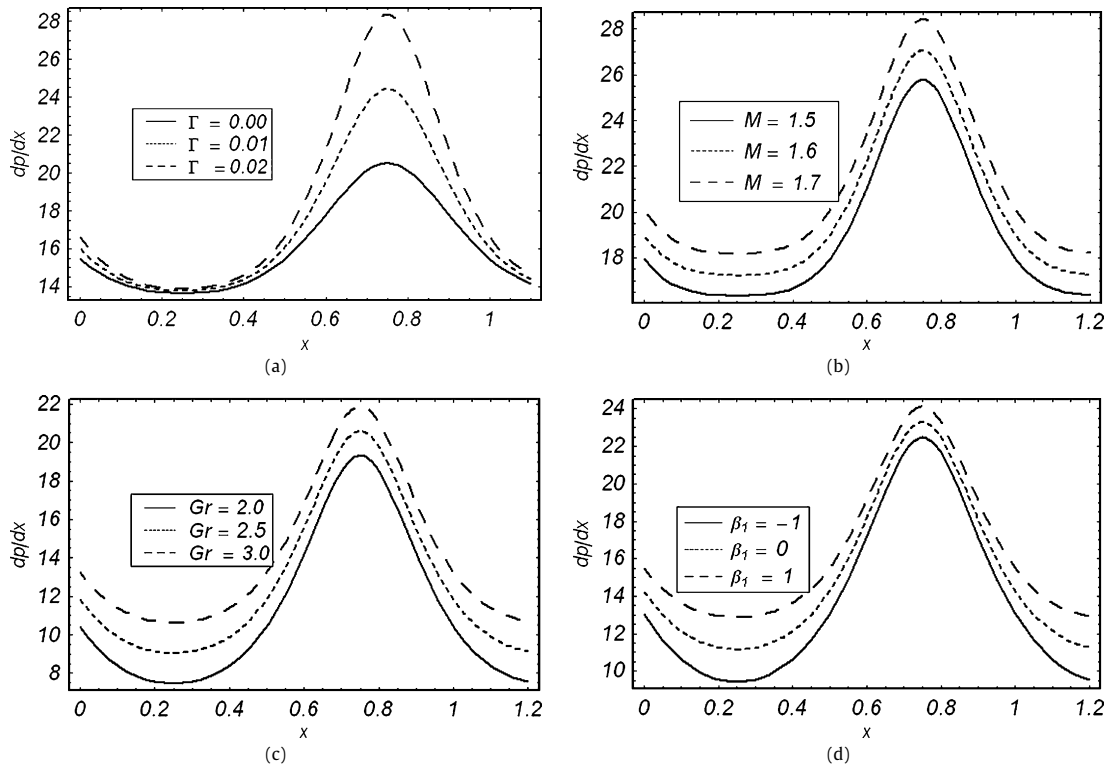 28
26
24
22
20
18
16
14
dp/dx
Γ = 0.00
Γ = 0.01
Γ = 0.02
0 0.2 0.4 0.6 0.8 1
x
(a)
28
26
24
22
20
18
dp/dx
M = 1.5
M = 1.6
M = 1.7
0 0.2 0.4 0.6 0.8 1 1.2
x
(b)
22
20
18
16
14
12
10
8
dp/dx
Gr = 2.0
Gr = 2.5
Gr = 3.0
0 0.2 0.4 0.6 0.8 1 1.2
x
(c)
24
22
20
18
16
14
12
10
dp/dx
β₁ = −1
β₁ = 0
β₁ = 1
0 0.2 0.4 0.6 0.8 1 1.2
x
(d)